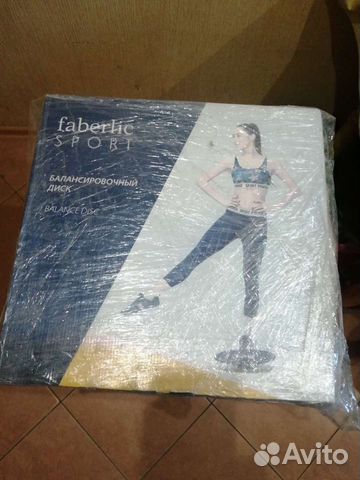 faberlic
SPORT
БАЛАНСИРОВОЧНЫЙ
ДИСК
BALANCE DISC
Avito